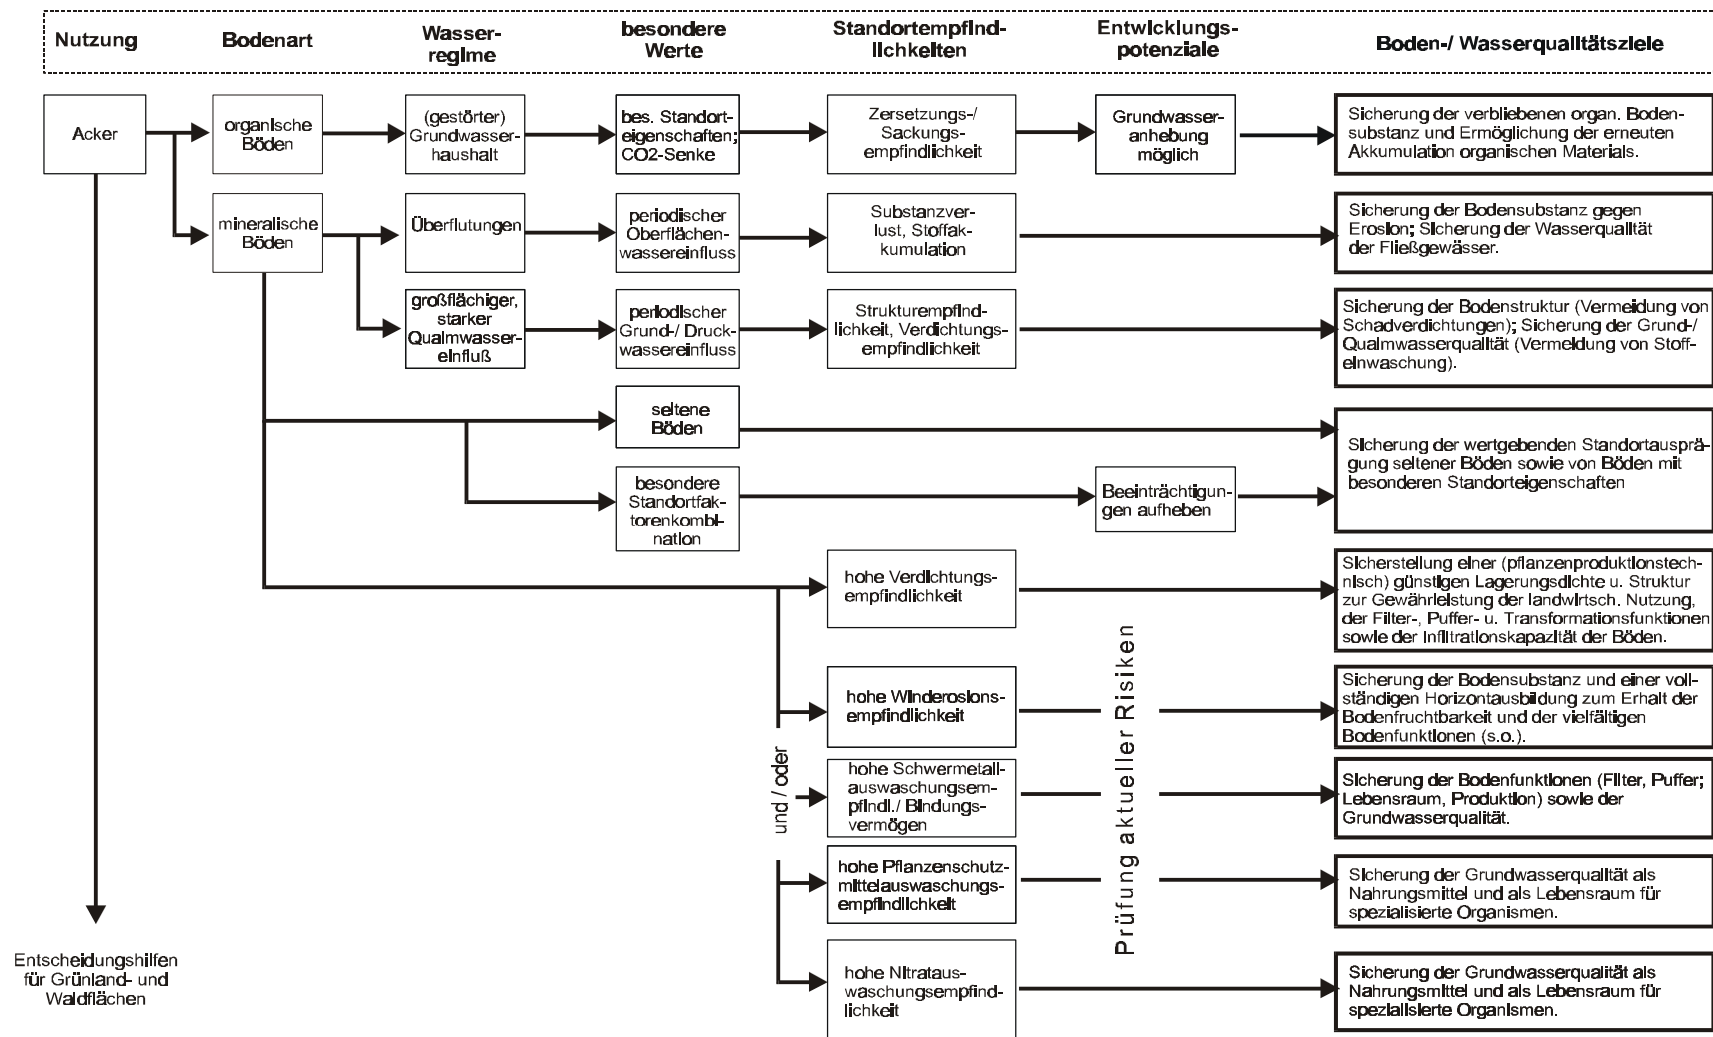 Nutzung
Bodenart
Wasser-
regime
besondere
Werte
Standortempfind-
lichkeiten
Entwicklungs-
potenziale
Boden-/ Wasserqualitätsziele
Acker
organische
Böden
(gestörter)
Grundwasser-
haushalt
bes. Standort-
eigenschaften;
CO2-Senke
Zersetzungs-/
Sackungs-
empfindlichkeit
Grundwasser-
anhebung
möglich
Sicherung der verbliebenen organ. Boden-
substanz und Ermöglichung der erneuten
Akkumulation organischen Materials.
mineralische
Böden
Überflutungen
periodischer
Oberflächen-
wassereinfluss
Substanzver-
lust, Stoffak-
kumulation
Sicherung der Bodensubstanz gegen
Erosion; Sicherung der Wasserqualität
der Fließgewässer.
großflächiger,
starker
Qualmwasser-
einfluß
periodischer
Grund-/ Druck-
wassereinfluss
Strukturempfind-
lichkeit, Verdichtungs-
empfindlichkeit
Sicherung der Bodenstruktur (Vermeidung von
Schadverdichtungen); Sicherung der Grund-/
Qualmwasserqualität (Vermeidung von Stoff-
einwaschung).
seltene
Böden
Sicherung der wertgebenden Standortausprä-
gung seltener Böden sowie von Böden mit
besonderen Standorteigenschaften
besondere
Standortfak-
torenkombi-
nation
Beeinträchtigun-
gen aufheben
hohe Verdichtungs-
empfindlichkeit
Sicherstellung einer (pflanzenproduktionstech-
nisch) günstigen Lagerungsdichte u. Struktur
zur Gewährleistung der landwirtsch. Nutzung,
der Filter-, Puffer- u. Transformationsfunktionen
sowie der Infiltrationskapazität der Böden.
hohe Winderosions-
empfindlichkeit
Sicherung der Bodensubstanz und einer voll-
ständigen Horizontausbildung zum Erhalt der
Bodenfruchtbarkeit und der vielfältigen
Bodenfunktionen (s.o.).
und / oder
hohe Schwermetall-
auswaschungsem-
pfindl./ Bindungs-
vermögen
Prüfung aktueller Risiken
Sicherung der Bodenfunktionen (Filter, Puffer;
Lebensraum, Produktion) sowie der
Grundwasserqualität.
hohe Pflanzenschutz-
mittelauswaschungs-
empfindlichkeit
Sicherung der Grundwasserqualität als
Nahrungsmittel und als Lebensraum für
spezialisierte Organismen.
hohe Nitrataus-
waschungsempfind-
lichkeit
Sicherung der Grundwasserqualität als
Nahrungsmittel und als Lebensraum für
spezialisierte Organismen.
Entscheidungshilfen
für Grünland- und
Waldflächen